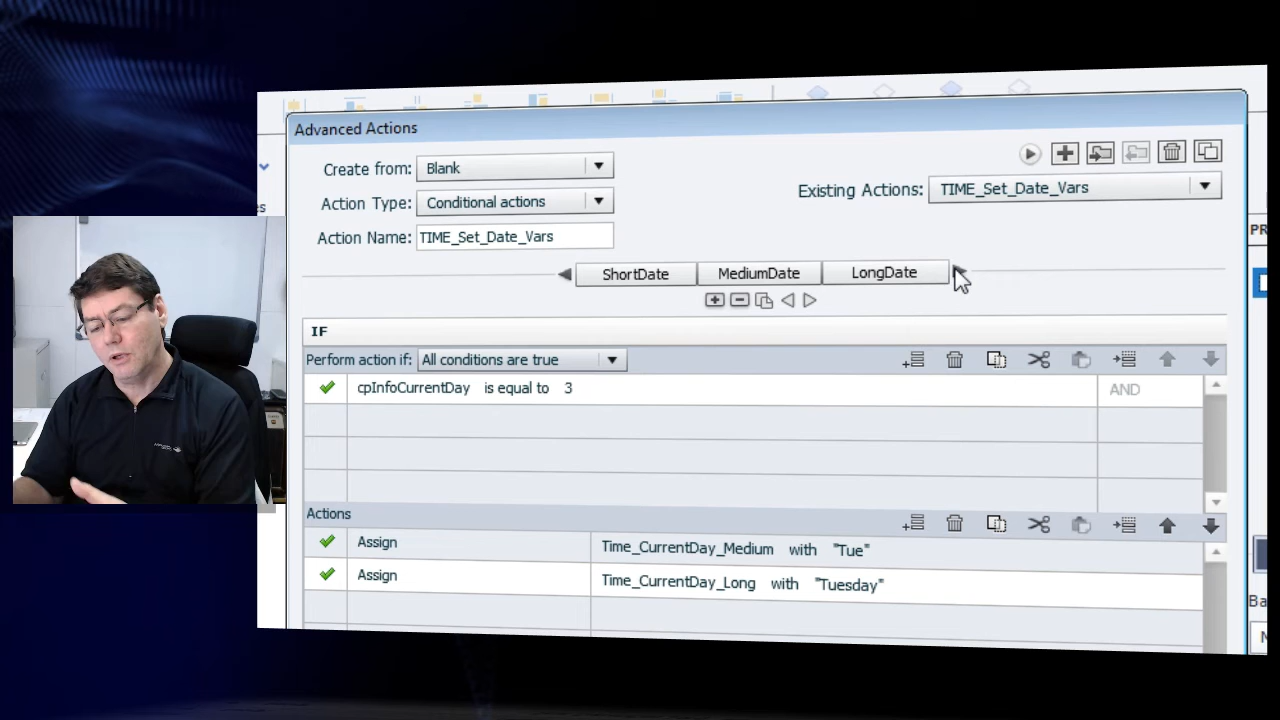 Advanced Actions
Create from: Blank
Existing Actions: TIME_Set_Date_Vars
Action Type: Conditional actions
Action Name: TIME_Set_Date_Vars
ShortDate MediumDate LongDate
IF
Perform action if: All conditions are true
cpInfoCurrentDay is equal to 3 AND
Actions
Assign Time_CurrentDay_Medium with "Tue"
Assign Time_CurrentDay_Long with "Tuesday"